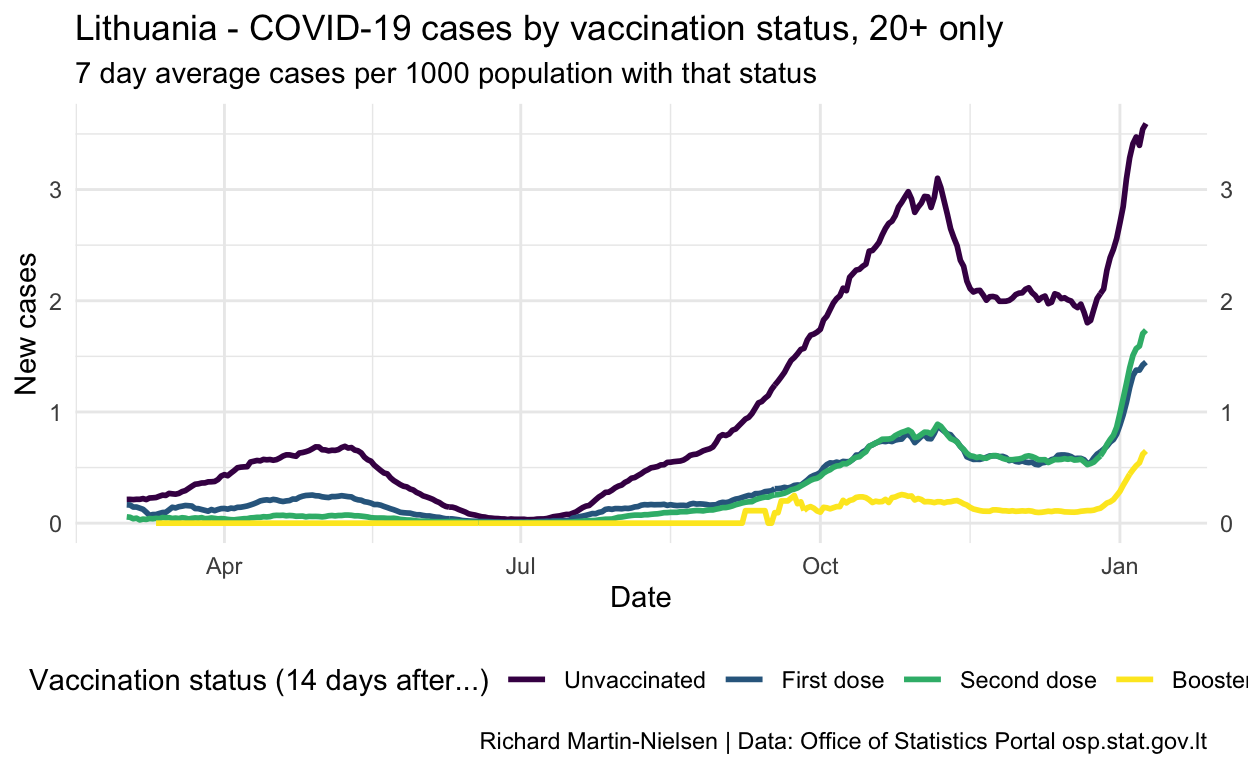 Lithuania - COVID-19 cases by vaccination status, 20+ only
7 day average cases per 1000 population with that status
New cases
3
3
2
2
1
1
0
0
Apr
Jul
Oct
Jan
Date
Vaccination status (14 days after...) Unvaccinated First dose Second dose Booster
Richard Martin-Nielsen | Data: Office of Statistics Portal osp.stat.gov.lt